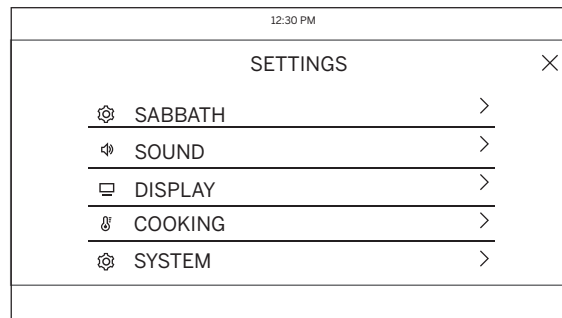 12:30 PM
SETTINGS
SABBATH
SOUND
DISPLAY
COOKING
SYSTEM